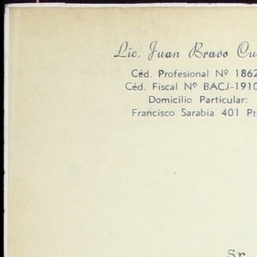 Lic. Juan Bravo Cu
Céd. Profesional Nº 1862
Céd. Fiscal Nº BACJ-1910
Domicilio Particular:
Francisco Sarabia 401 Pt
Sr